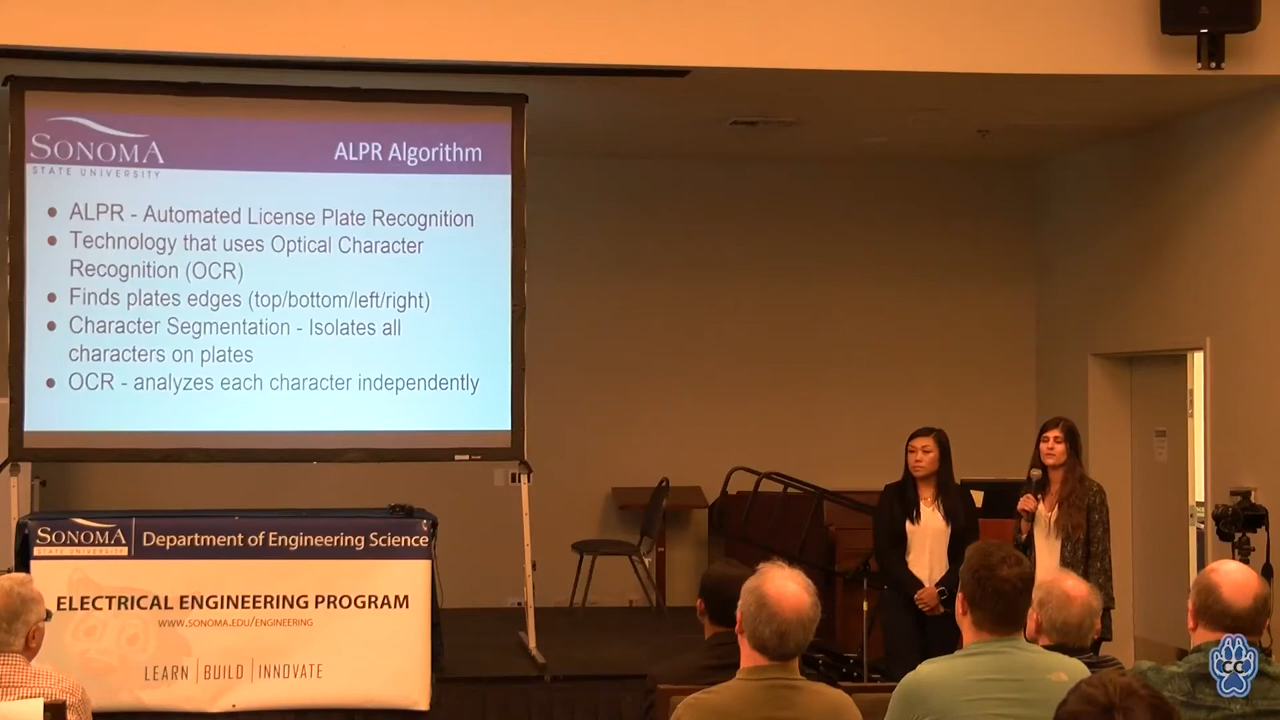 SONOMA
STATE UNIVERSITY
ALPR Algorithm
● ALPR - Automated License Plate Recognition
● Technology that uses Optical Character
Recognition (OCR)
● Finds plates edges (top/bottom/left/right)
● Character Segmentation - Isolates all
characters on plates
● OCR - analyzes each character independently
SONOMA
STATE UNIVERSITY
Department of Engineering Science
ELECTRICAL ENGINEERING PROGRAM
WWW.SONOMA.EDU/ENGINEERING
LEARN | BUILD | INNOVATE
CC